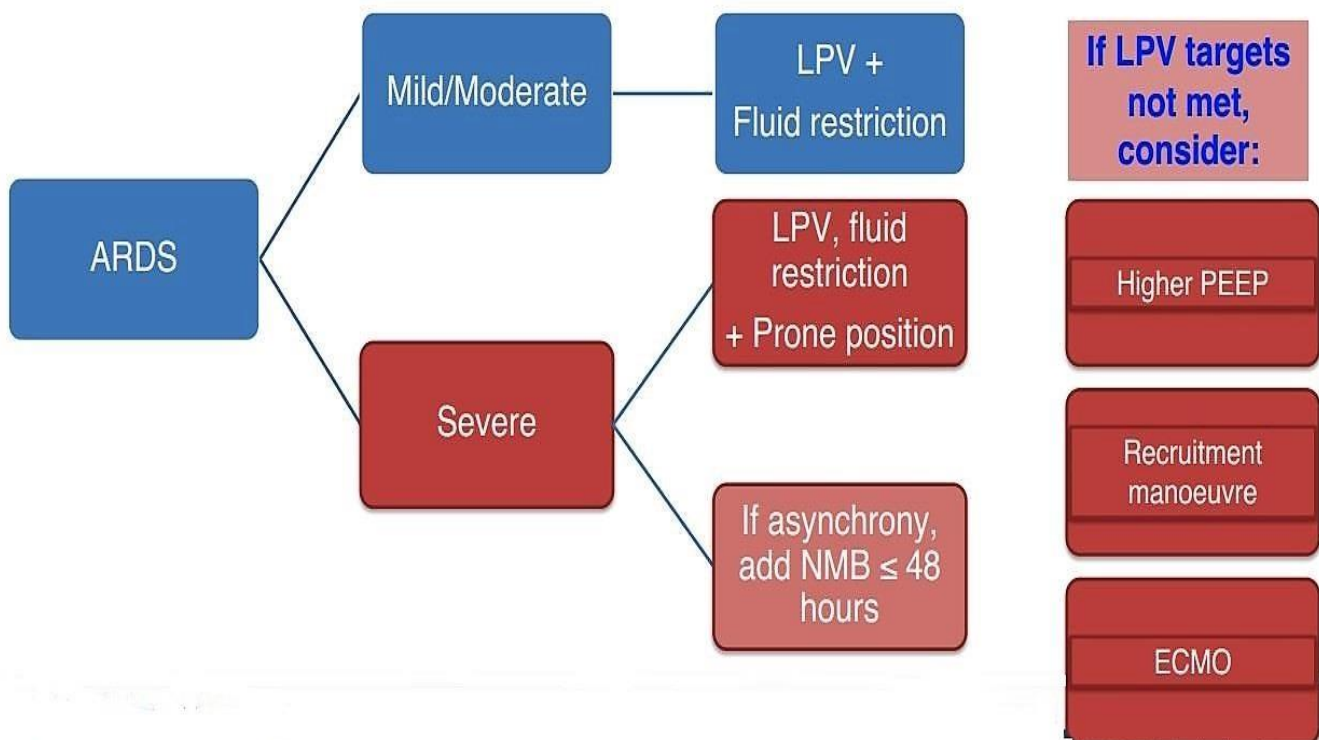 ARDS
Mild/Moderate
LPV +
Fluid restriction
Severe
LPV, fluid
restriction
+ Prone position
If asynchrony,
add NMB ≤ 48
hours
If LPV targets
not met,
consider:
Higher PEEP
Recruitment
manoeuvre
ECMO